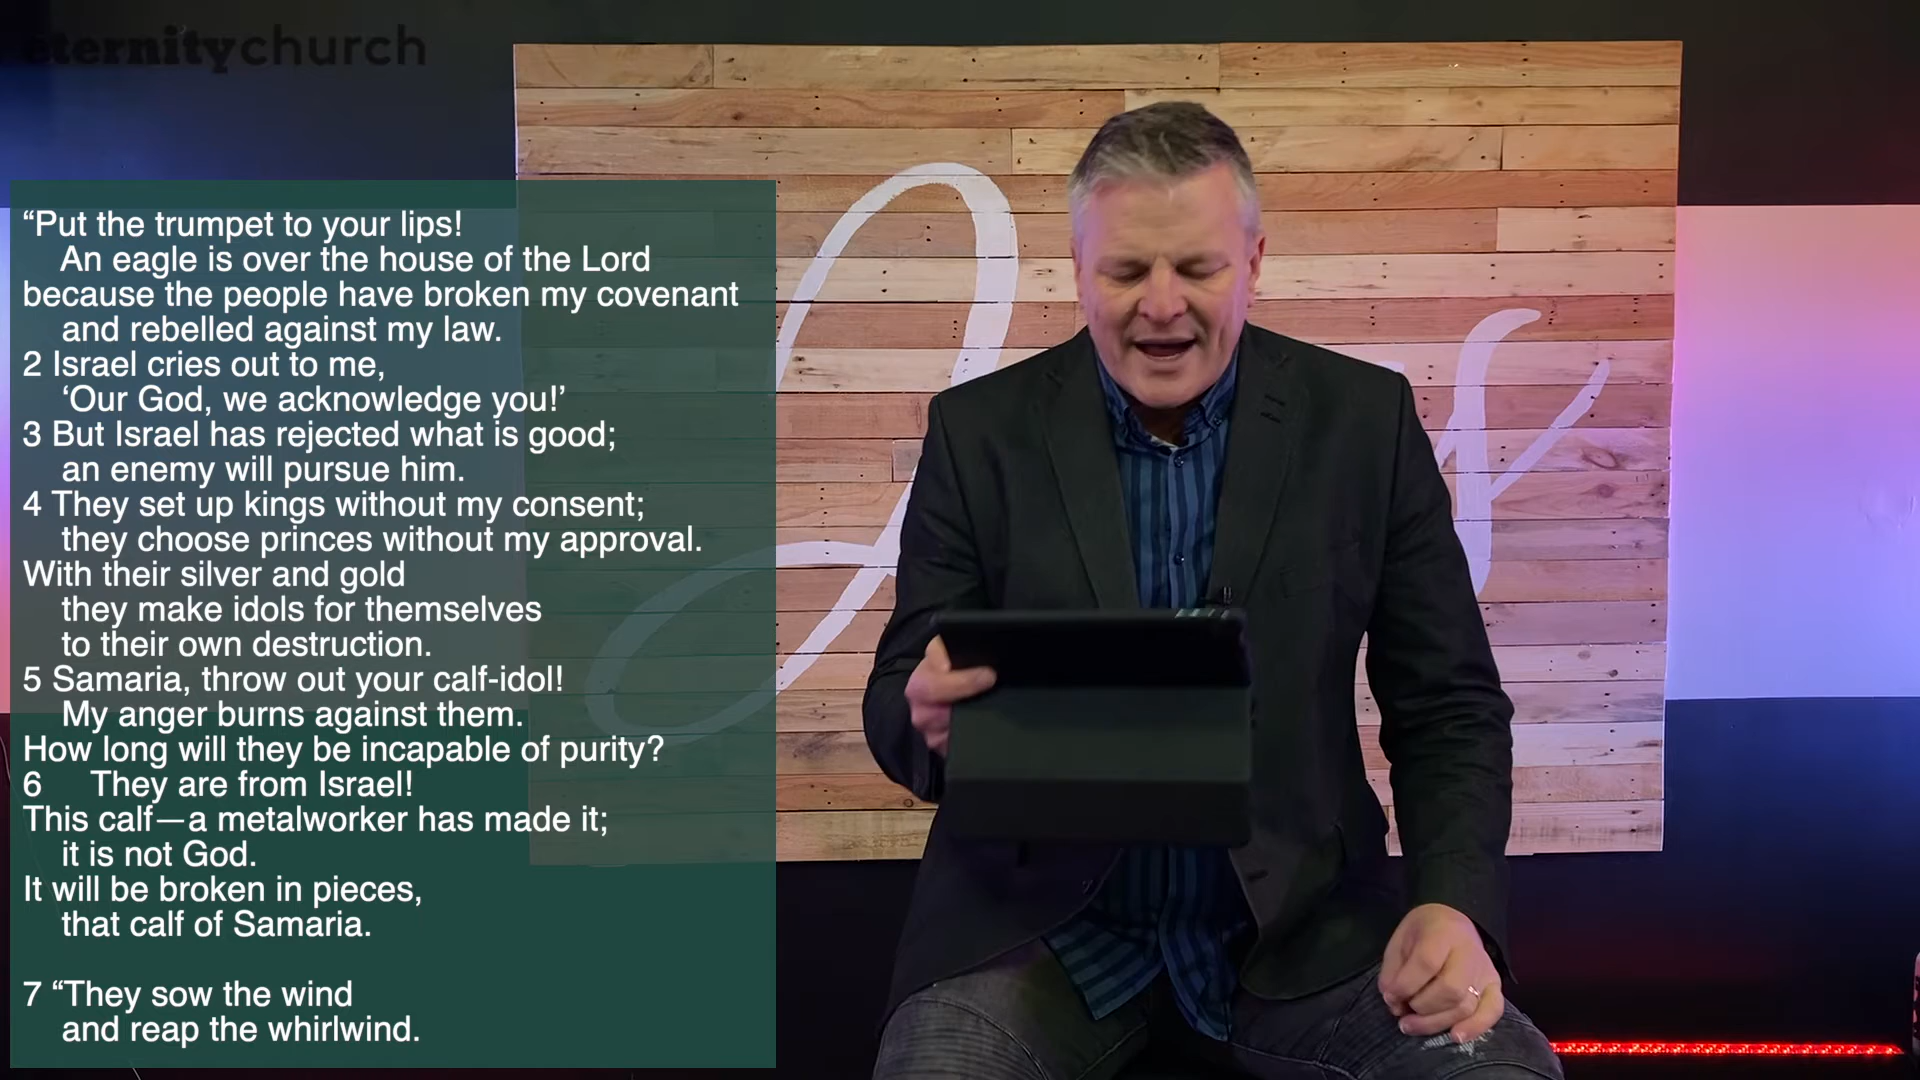 eternitychurch
“Put the trumpet to your lips!
An eagle is over the house of the Lord
because the people have broken my covenant
and rebelled against my law.
2 Israel cries out to me,
‘Our God, we acknowledge you!’
3 But Israel has rejected what is good;
an enemy will pursue him.
4 They set up kings without my consent;
they choose princes without my approval.
With their silver and gold
they make idols for themselves
to their own destruction.
5 Samaria, throw out your calf-idol!
My anger burns against them.
How long will they be incapable of purity?
6 They are from Israel!
This calf—a metalworker has made it;
it is not God.
It will be broken in pieces,
that calf of Samaria.
7 “They sow the wind
and reap the whirlwind.